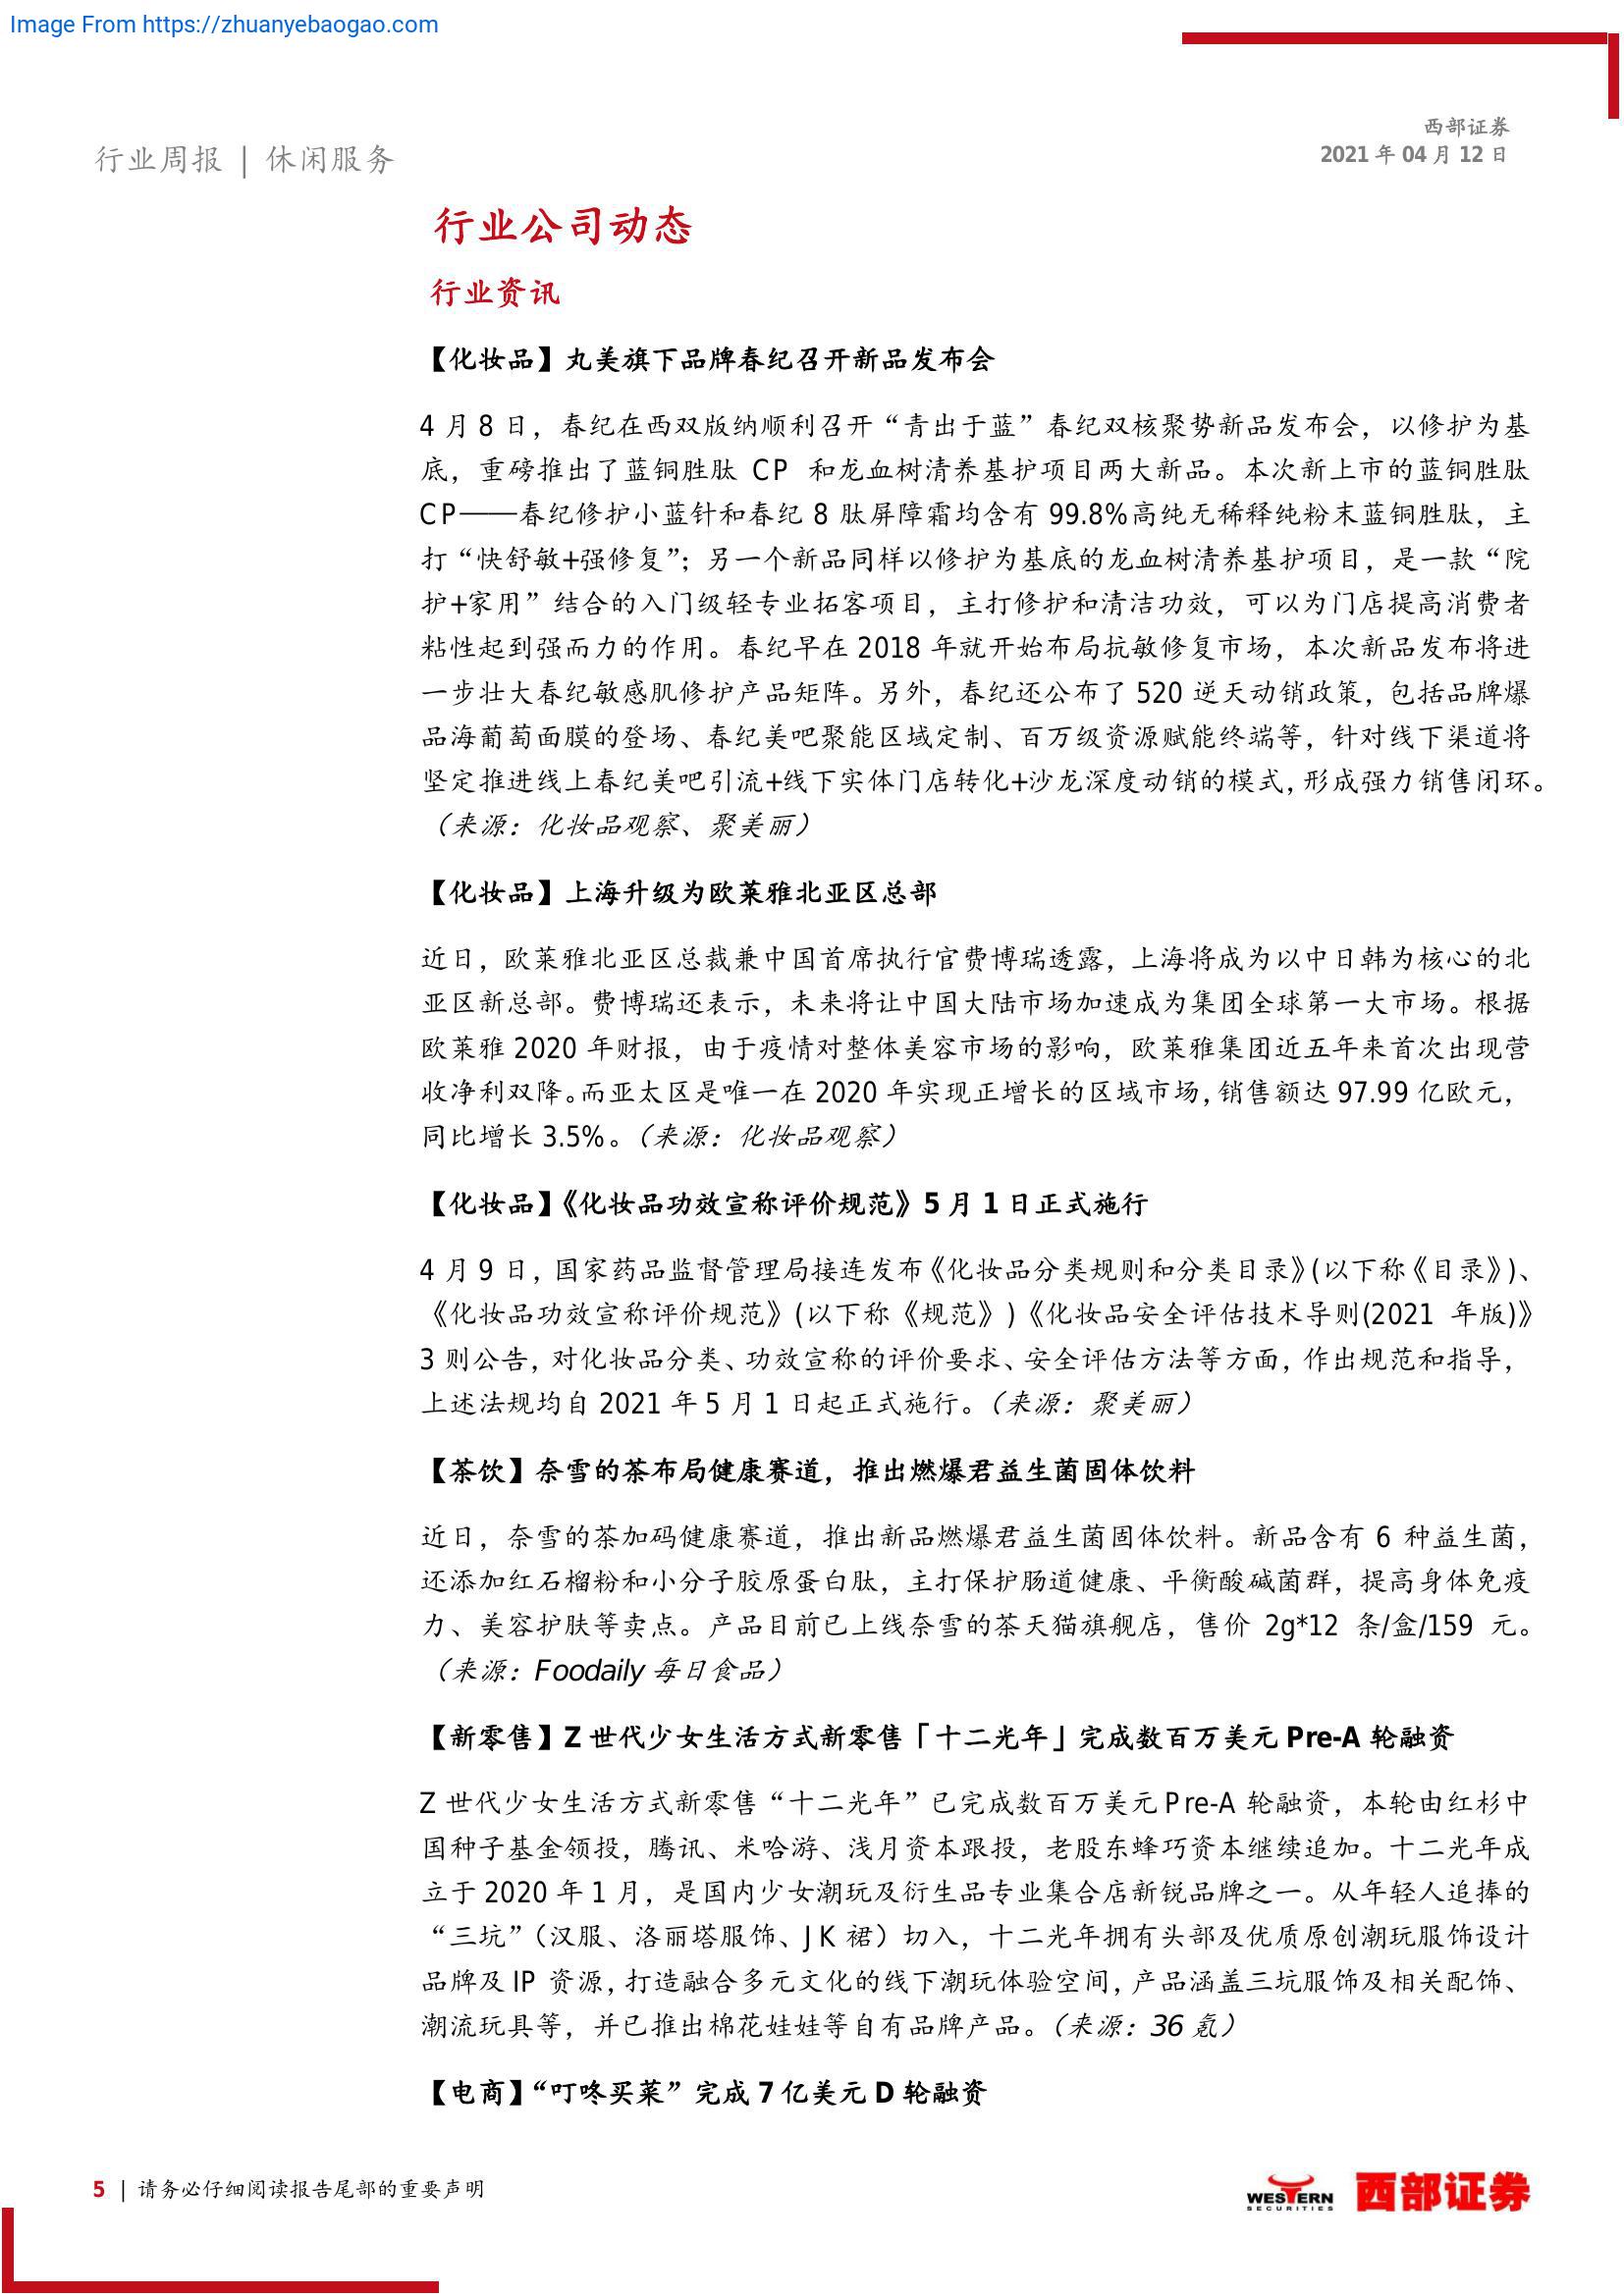 Image From https://zhuanyebaogao.com
西部证券
行业周报 | 休闲服务
2021 年 04 月 12 日
行业公司动态
行业资讯
【化妆品】丸美旗下品牌春纪召开新品发布会
4 月 8 日，春纪在西双版纳顺利召开“青出于蓝”春纪双核聚势新品发布会，以修护为基
底，重磅推出了蓝铜胜肽 CP 和龙血树清养基护项目两大新品。本次新上市的蓝铜胜肽
CP——春纪修护小蓝针和春纪 8 肽屏障霜均含有 99.8%高纯无稀释纯粉末蓝铜胜肽，主
打“快舒敏+强修复”；另一个新品同样以修护为基底的龙血树清养基护项目，是一款“院
护+家用”结合的入门级轻专业拓客项目，主打修护和清洁功效，可以为门店提高消费者
粘性起到强而力的作用。春纪早在 2018 年就开始布局抗敏修复市场，本次新品发布将进
一步壮大春纪敏感肌修护产品矩阵。另外，春纪还公布了 520 逆天动销政策，包括品牌爆
品海葡萄面膜的登场、春纪美吧聚能区域定制、百万级资源赋能终端等，针对线下渠道将
坚定推进线上春纪美吧引流+线下实体门店转化+沙龙深度动销的模式，形成强力销售闭环。
（来源：化妆品观察、聚美丽）
【化妆品】上海升级为欧莱雅北亚区总部
近日，欧莱雅北亚区总裁兼中国首席执行官费博瑞透露，上海将成为以中日韩为核心的北
亚区新总部。费博瑞还表示，未来将让中国大陆市场加速成为集团全球第一大市场。根据
欧莱雅 2020 年财报，由于疫情对整体美容市场的影响，欧莱雅集团近五年来首次出现营
收净利双降。而亚太区是唯一在 2020 年实现正增长的区域市场，销售额达 97.99 亿欧元，
同比增长 3.5%。（来源：化妆品观察）
【化妆品】《化妆品功效宣称评价规范》5 月 1 日正式施行
4 月 9 日，国家药品监督管理局接连发布《化妆品分类规则和分类目录》(以下称《目录》)、
《化妆品功效宣称评价规范》(以下称《规范》)《化妆品安全评估技术导则(2021 年版)》
3 则公告，对化妆品分类、功效宣称的评价要求、安全评估方法等方面，作出规范和指导，
上述法规均自 2021 年 5 月 1 日起正式施行。（来源：聚美丽）
【茶饮】奈雪的茶布局健康赛道，推出燃爆君益生菌固体饮料
近日，奈雪的茶加码健康赛道，推出新品燃爆君益生菌固体饮料。新品含有 6 种益生菌，
还添加红石榴粉和小分子胶原蛋白肽，主打保护肠道健康、平衡酸碱菌群，提高身体免疫
力、美容护肤等卖点。产品目前已上线奈雪的茶天猫旗舰店，售价 2g*12 条/盒/159 元。
（来源：Foodaily 每日食品）
【新零售】Z 世代少女生活方式新零售「十二光年」完成数百万美元 Pre-A 轮融资
Z 世代少女生活方式新零售“十二光年”已完成数百万美元 Pre-A 轮融资，本轮由红杉中
国种子基金领投，腾讯、米哈游、浅月资本跟投，老股东蜂巧资本继续追加。十二光年成
立于 2020 年 1 月，是国内少女潮玩及衍生品专业集合店新锐品牌之一。从年轻人追捧的
“三坑”（汉服、洛丽塔服饰、JK 裙）切入，十二光年拥有头部及优质原创潮玩服饰设计
品牌及 IP 资源，打造融合多元文化的线下潮玩体验空间，产品涵盖三坑服饰及相关配饰、
潮流玩具等，并已推出棉花娃娃等自有品牌产品。（来源：36 氪）
【电商】“叮咚买菜”完成 7 亿美元 D 轮融资
5 | 请务必仔细阅读报告尾部的重要声明
WESTERN
SECURITIES
西部证券